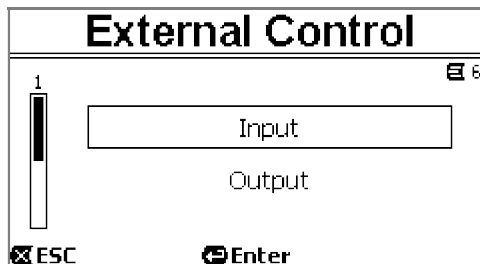 External Control
6
1
Input
Output
ESC Enter